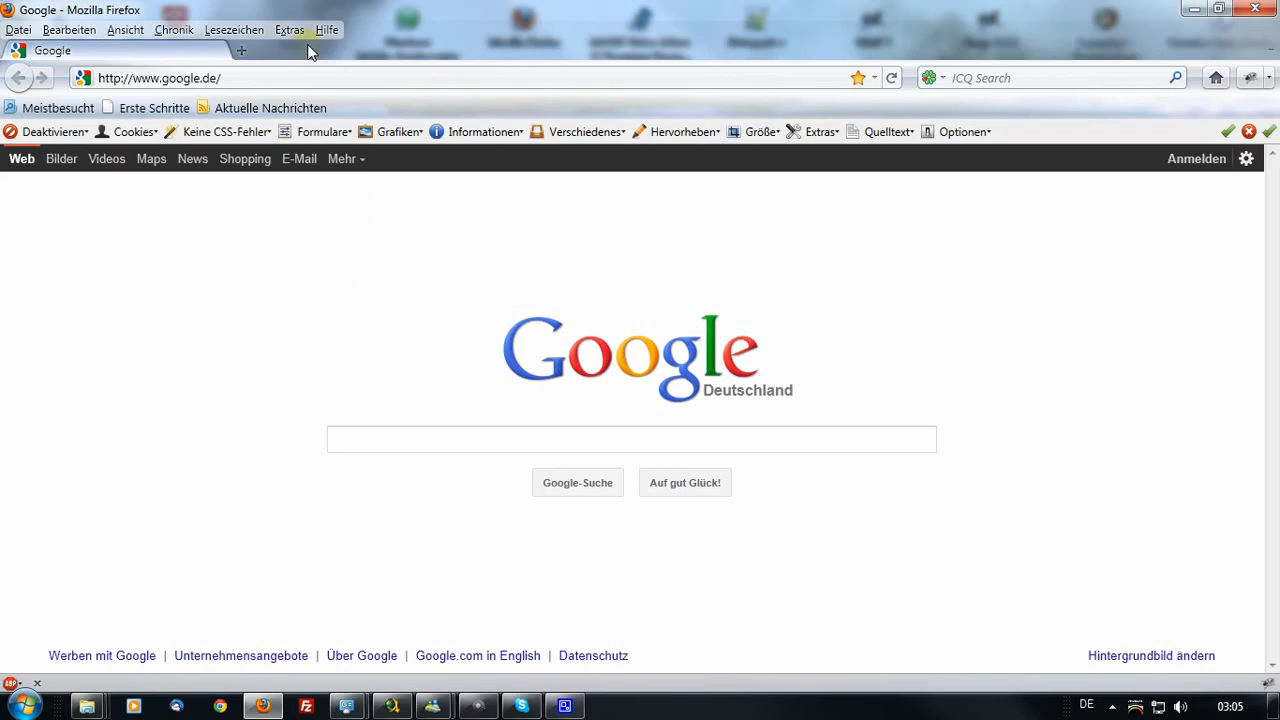 Google - Mozilla Firefox
Datei Bearbeiten Ansicht Chronik Lesezeichen Extras Hilfe
Google
http://www.google.de/ ICQ Search
Meistbesucht Erste Schritte Aktuelle Nachrichten
Deaktivieren Cookies Keine CSS-Fehler Formulare Grafiken Informationen Verschiedenes Hervorheben Größe Extras Quelltext Optionen
Web Bilder Videos Maps News Shopping E-Mail Mehr Anmelden
Google
Deutschland
Google-Suche Auf gut Glück!
Werben mit Google | Unternehmensangebote | Über Google | Google.com in English | Datenschutz Hintergrundbild ändern
ABP
DE 03:05